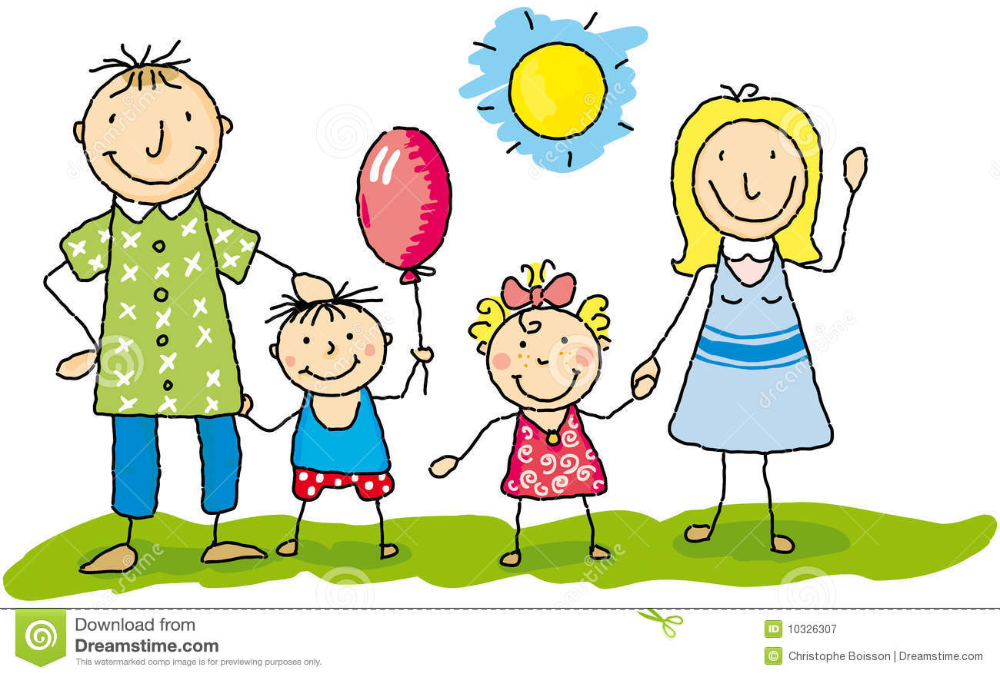 Download from
Dreamstime.com
This watermarked comp image is for previewing purposes only.
ID 10326307
© Christophe Boisson | Dreamstime.com